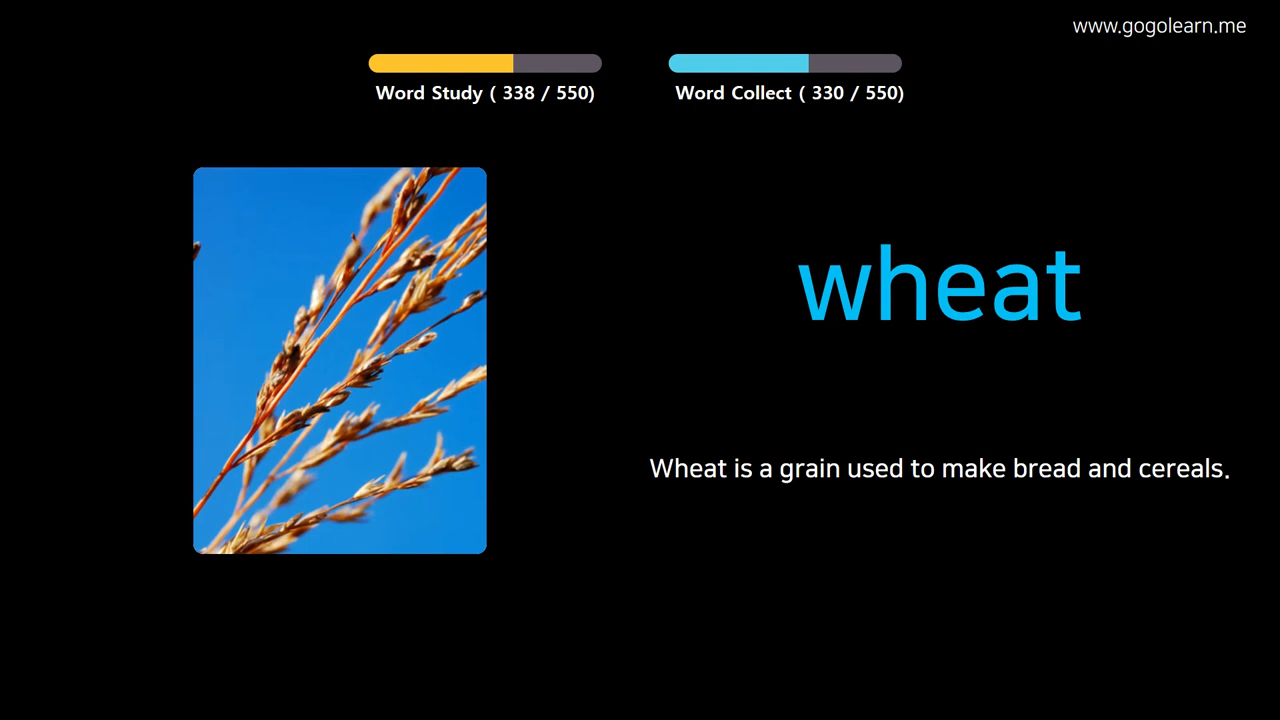 www.gogolearn.me
Word Study ( 338 / 550)
Word Collect ( 330 / 550)
wheat
Wheat is a grain used to make bread and cereals.